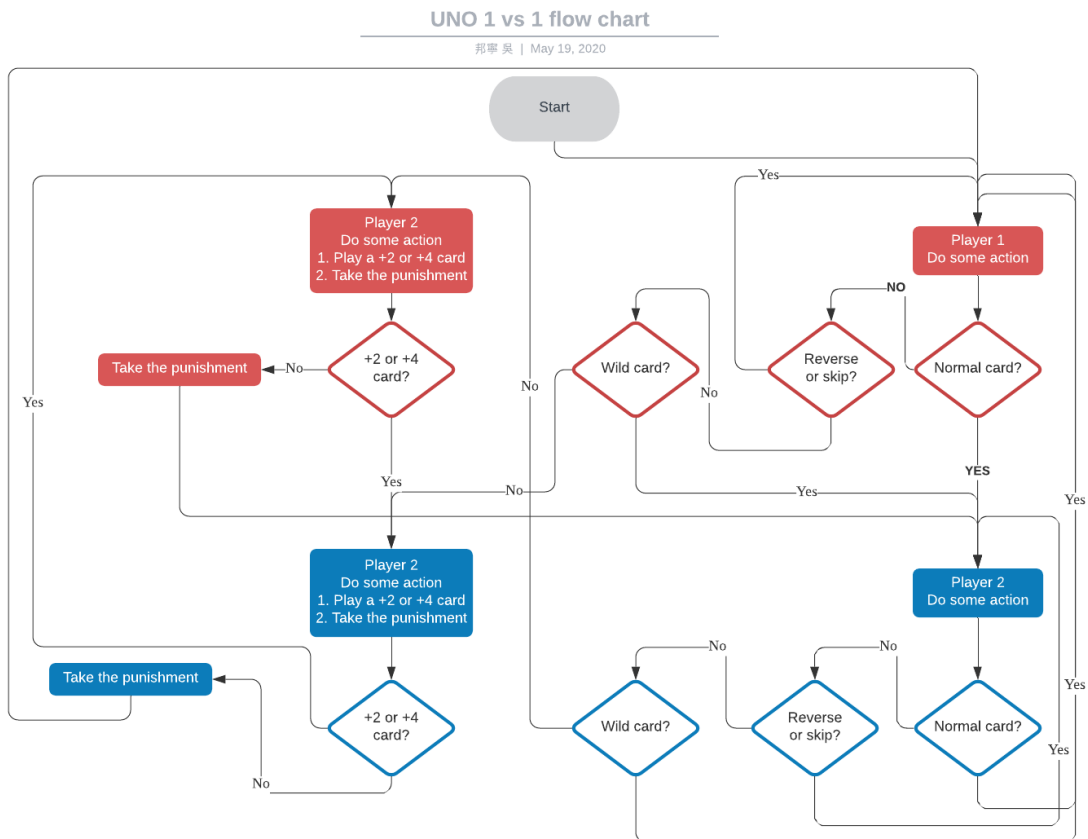 UNO 1 vs 1 flow chart
邦寧 吳 | May 19, 2020
Start
Yes
Player 2
Do some action
1. Play a +2 or +4 card
2. Take the punishment
Player 1
Do some action
NO
Take the punishment
No
+2 or +4
card?
Wild card?
Reverse
or skip?
Normal card?
Yes
No
No
Yes
No
Yes
YES
Yes
Player 2
Do some action
1. Play a +2 or +4 card
2. Take the punishment
Player 2
Do some action
No
No
Take the punishment
Yes
+2 or +4
card?
Wild card?
Reverse
or skip?
Normal card?
Yes
No